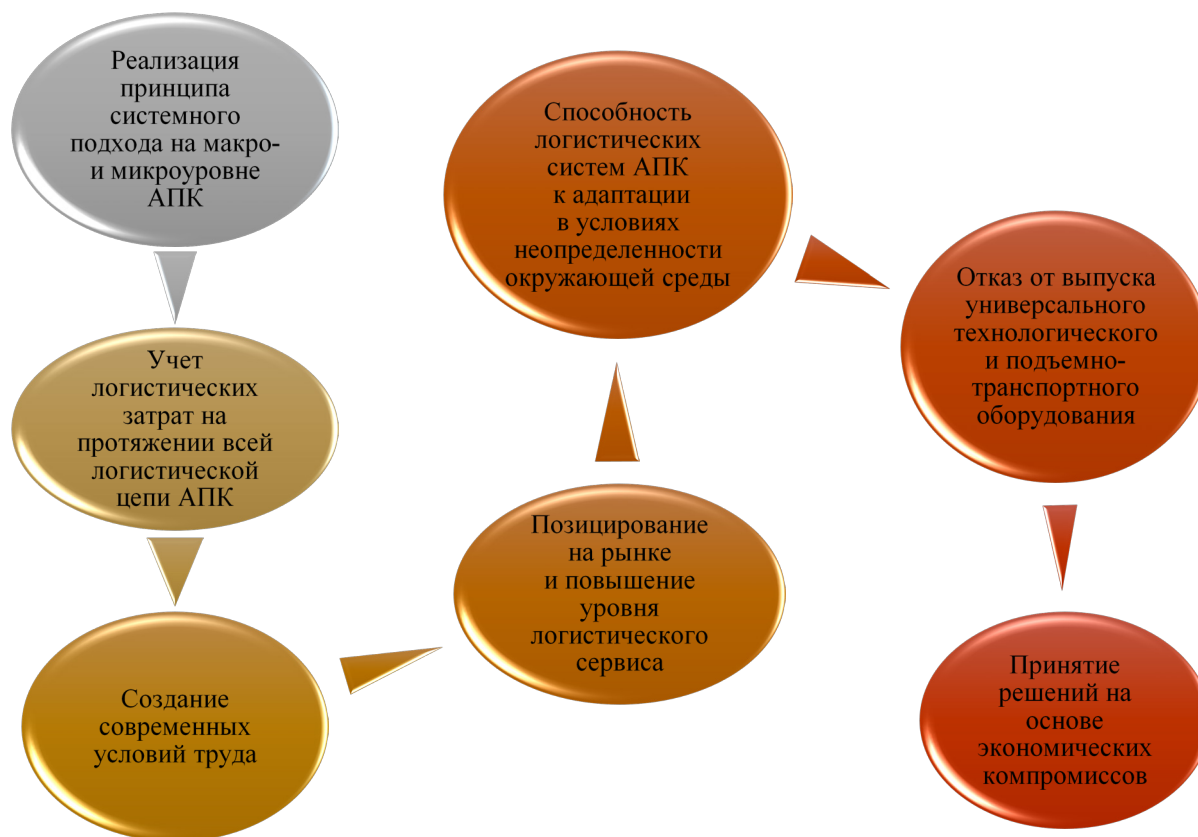 Реализация
принципа
системного
подхода на макро-
и микроуровне
АПК
Учет
логистических
затрат на
протяжении всей
логистической
цепи АПК
Создание
современных
условий труда
Позицирование
на рынке
и повышение
уровня
логистического
сервиса
Способность
логистических
систем АПК
к адаптации
в условиях
неопределенности
окружающей среды
Отказ от выпуска
универсального
технологического
и подъемно-
транспортного
оборудования
Принятие
решений на
основе
экономических
компромиссов